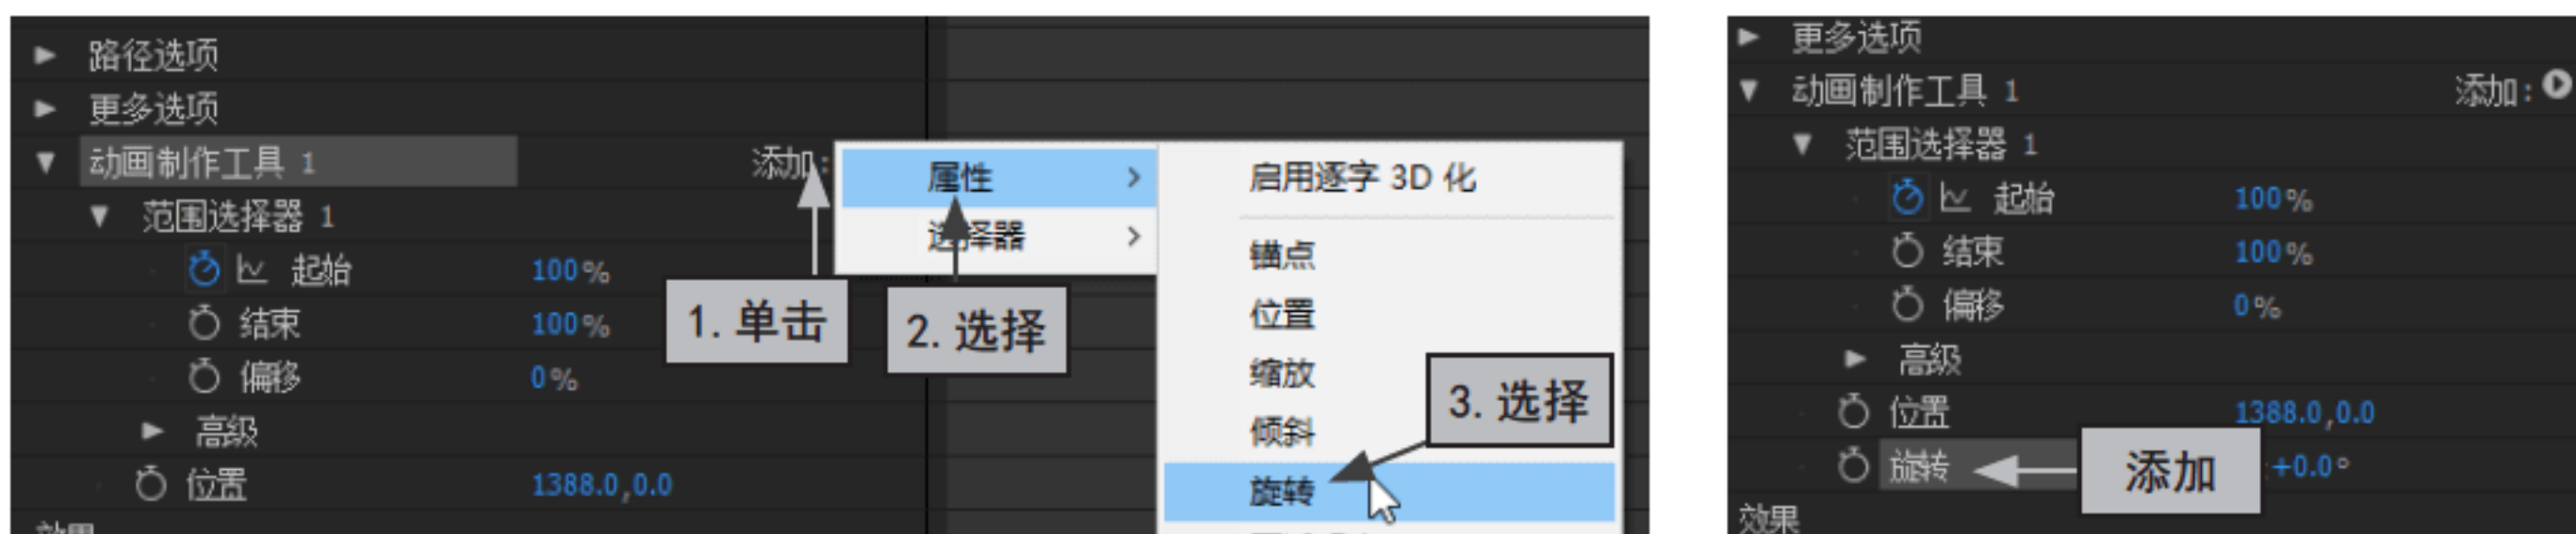 路径选项
更多选项
动画制作工具 1 添加:
属性
选择器
启用逐字 3D 化
锚点
位置
缩放
倾斜
旋转
范围选择器 1
起始 100%
结束 100%
偏移 0%
高级
位置 1388.0,0.0
效果
1. 单击
2. 选择
3. 选择
更多选项
动画制作工具 1 添加:
范围选择器 1
起始 100%
结束 100%
偏移 0%
高级
位置 1388.0,0.0
旋转 +0.0°
添加
效果